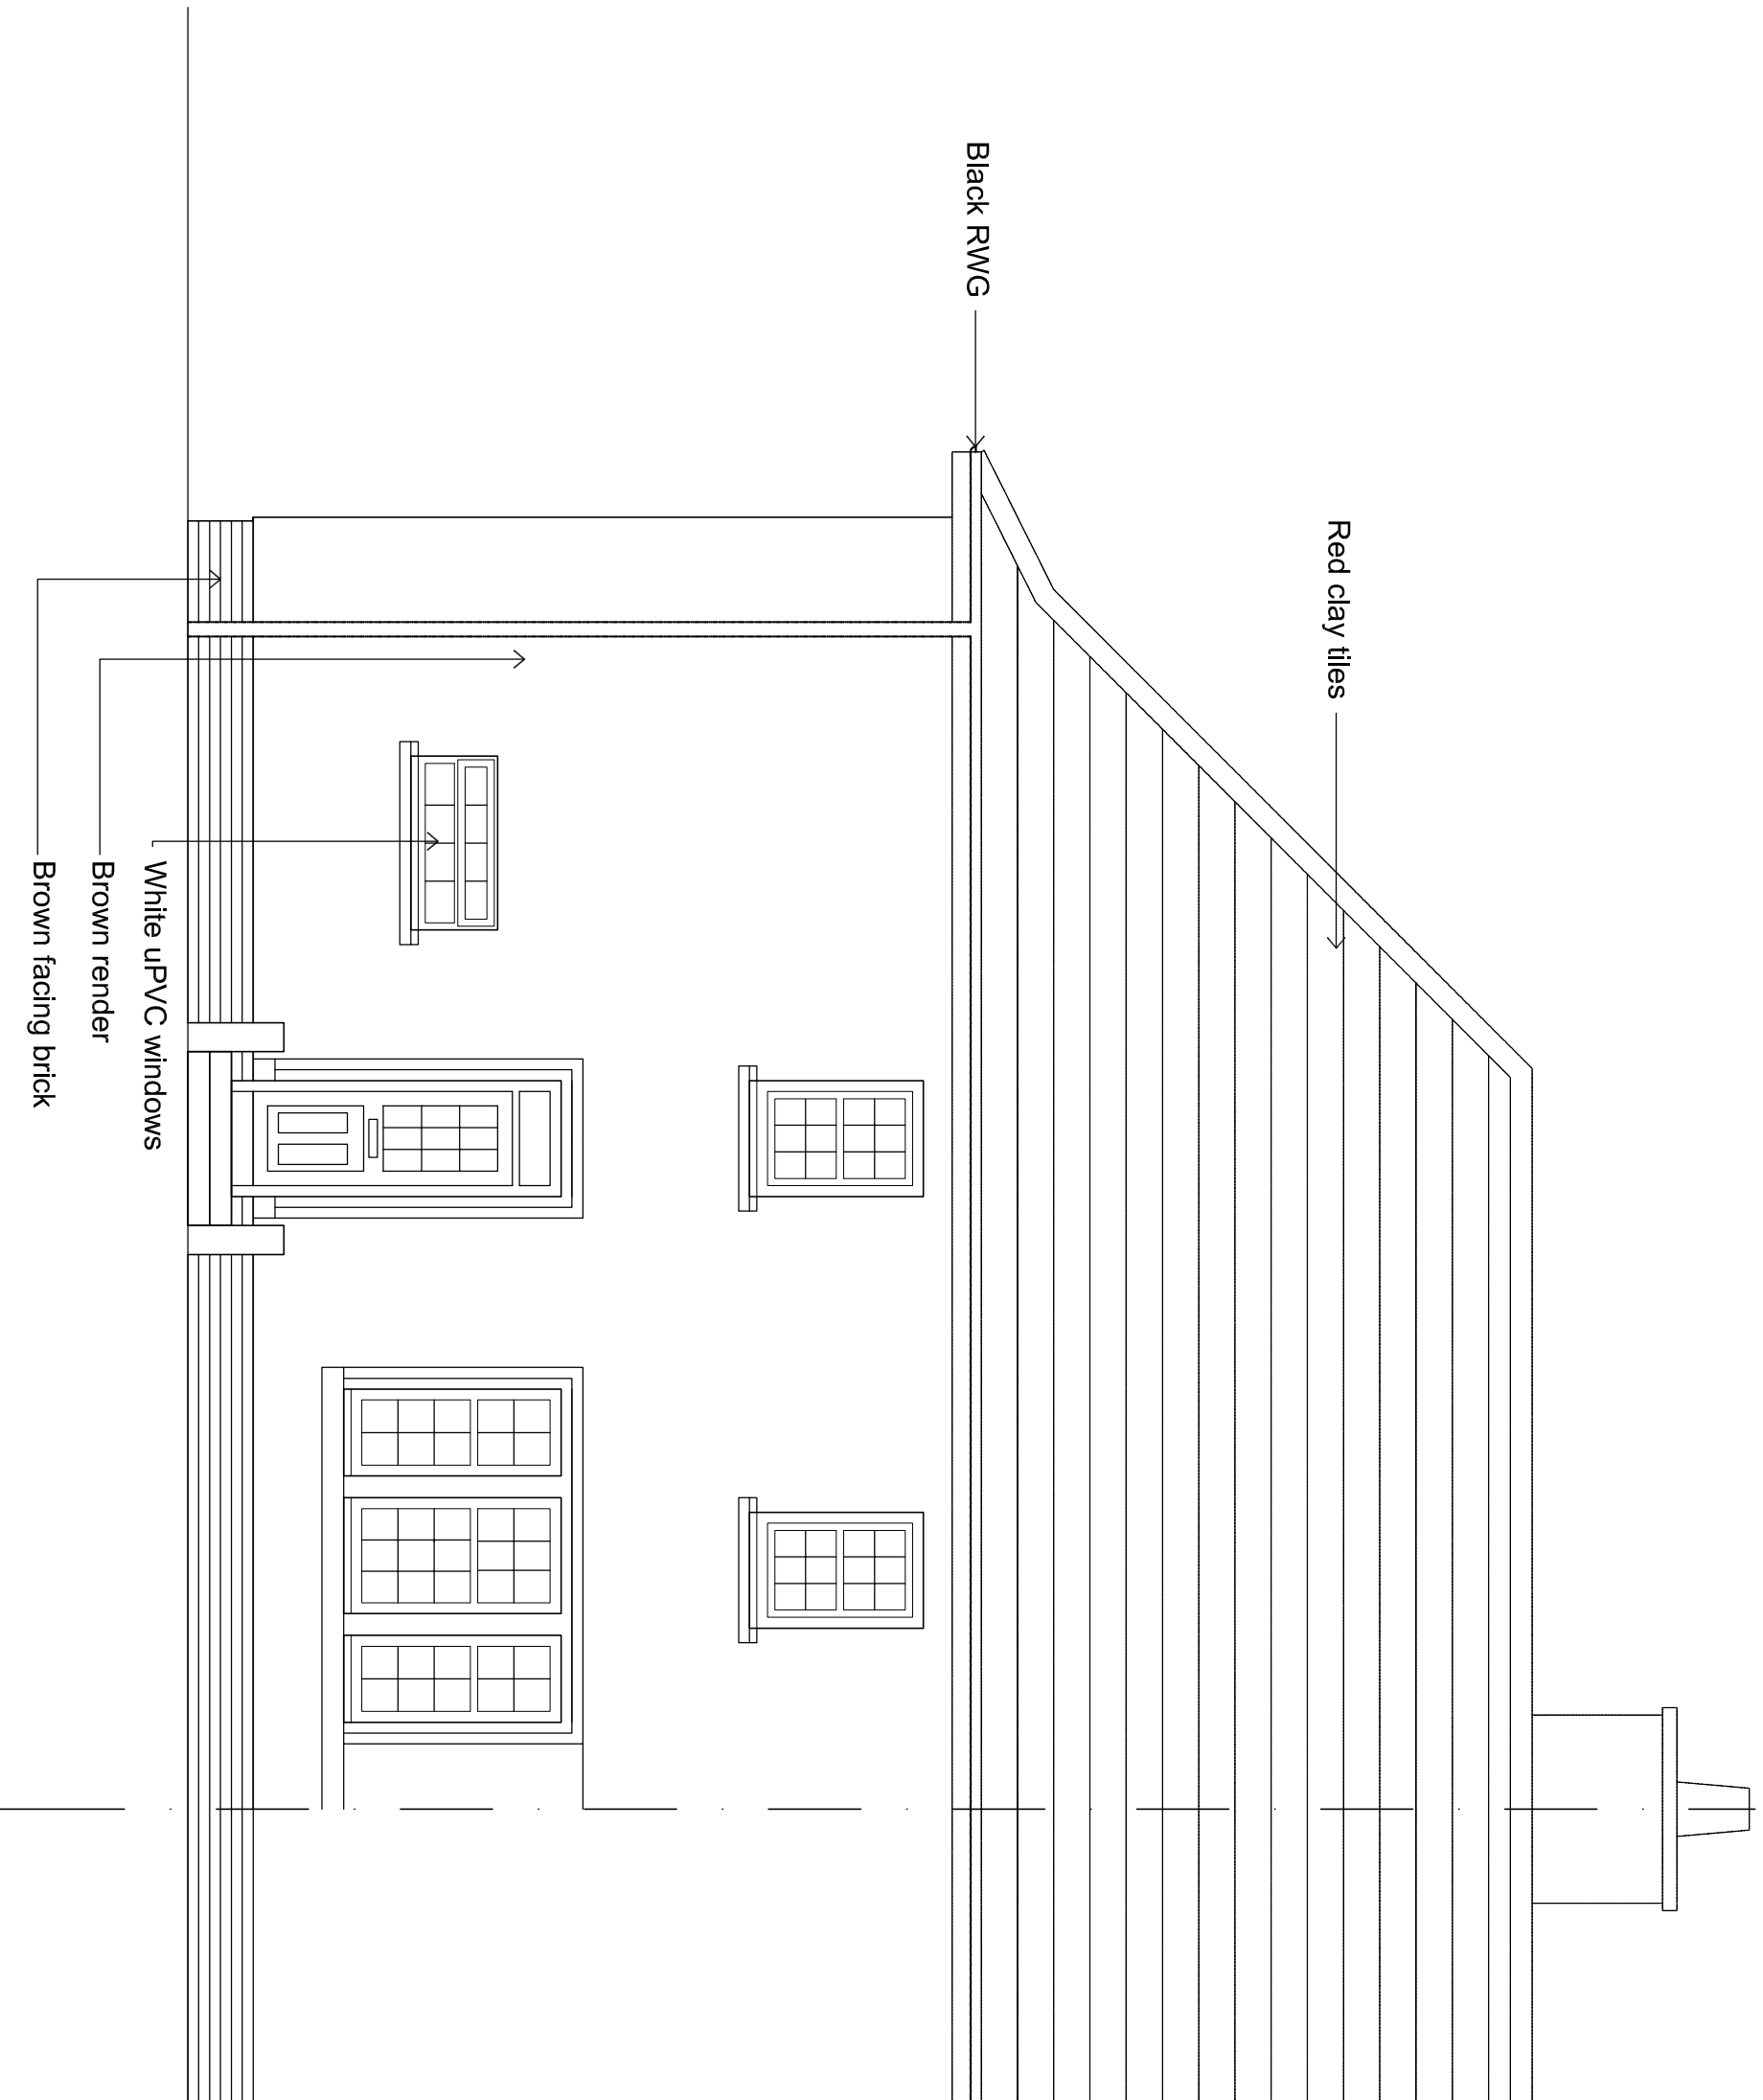 Red clay tiles
Black RWG
White uPVC windows
Brown render
Brown facing brick